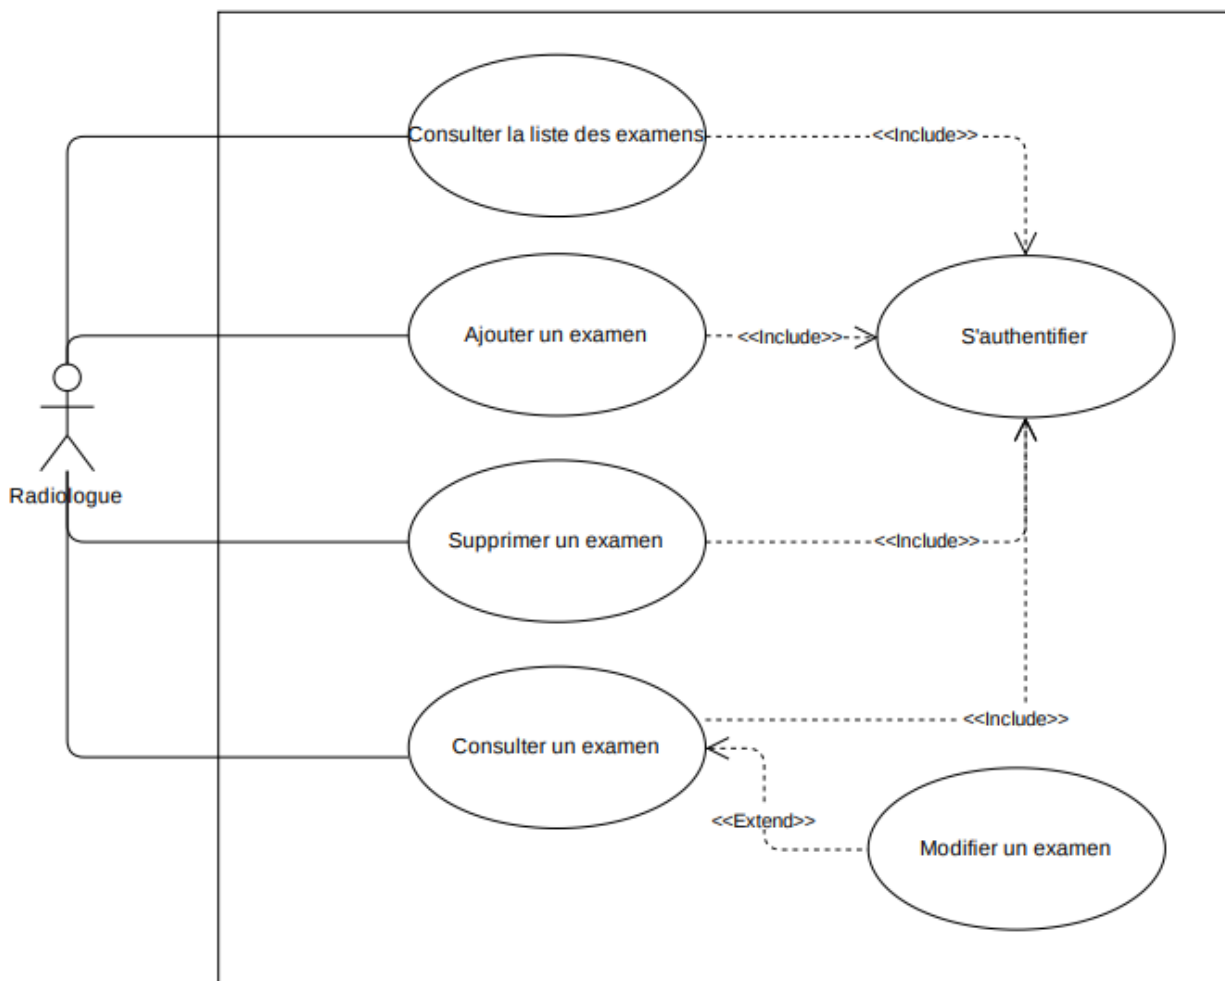 Consulter la liste des examens
<<Include>>
Ajouter un examen
<<Include>>
S'authentifier
Radiologue
Supprimer un examen
<<Include>>
Consulter un examen
<<Include>>
<<Extend>>
Modifier un examen